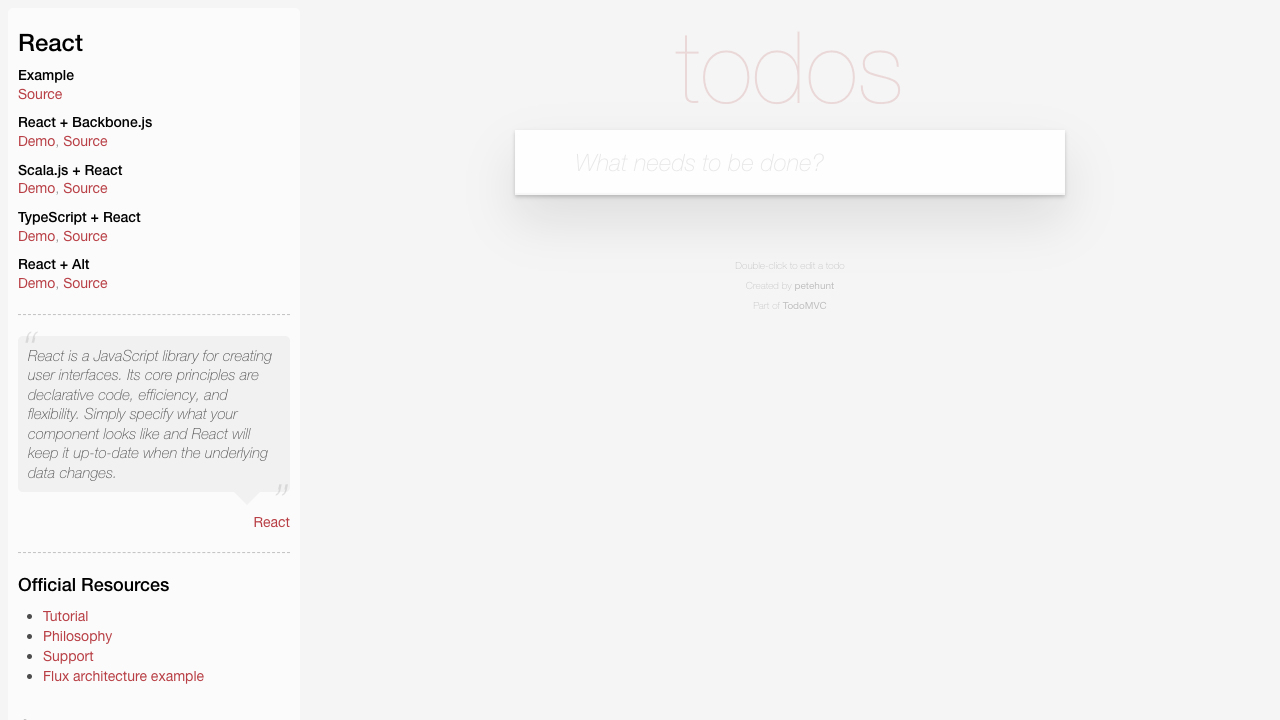 React
Example
Source
React + Backbone.js
Demo, Source
Scala.js + React
Demo, Source
TypeScript + React
Demo, Source
React + Alt
Demo, Source
“
React is a JavaScript library for creating
user interfaces. Its core principles are
declarative code, efficiency, and
flexibility. Simply specify what your
component looks like and React will
keep it up-to-date when the underlying
data changes.
”
React
Official Resources
Tutorial
Philosophy
Support
Flux architecture example
todos
What needs to be done?
Double-click to edit a todo
Created by petehunt
Part of TodoMVC